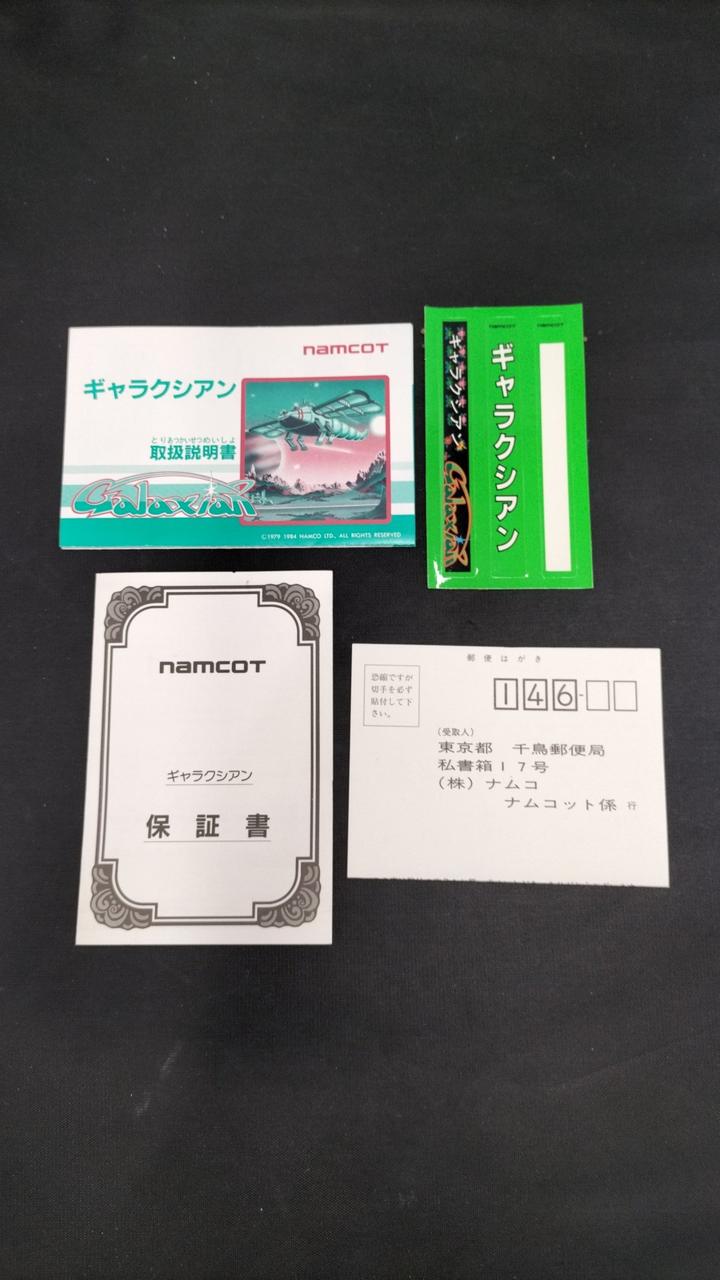 namcot
ギャラクシアン
とりあつかいせつめいしょ
取扱説明書
Galaxian
©1979 1984 NAMCO LTD., ALL RIGHTS RESERVED
ギャラクシアン
Galaxian
NAMCOT
ギャラクシアン
NAMCOT
namcot
ギャラクシアン
保証書
郵便はがき
恐縮ですが
切手を必ず
貼付して下
さい。
146-
(受取人)
東京都 千鳥郵便局
私書箱17号
(株)ナムコ
ナムコット係 行